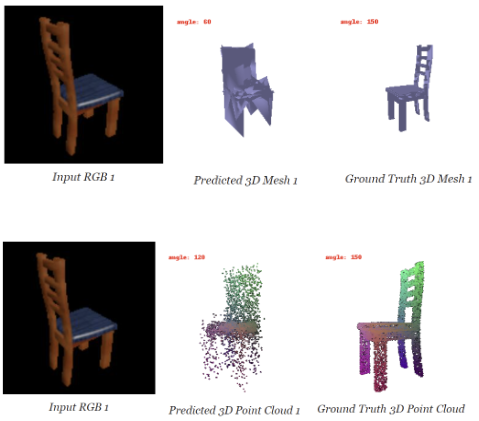 angle: 60
angle: 150
Input RGB 1
Predicted 3D Mesh 1
Ground Truth 3D Mesh 1
angle: 120
angle: 150
Input RGB 1
Predicted 3D Point Cloud 1
Ground Truth 3D Point Cloud